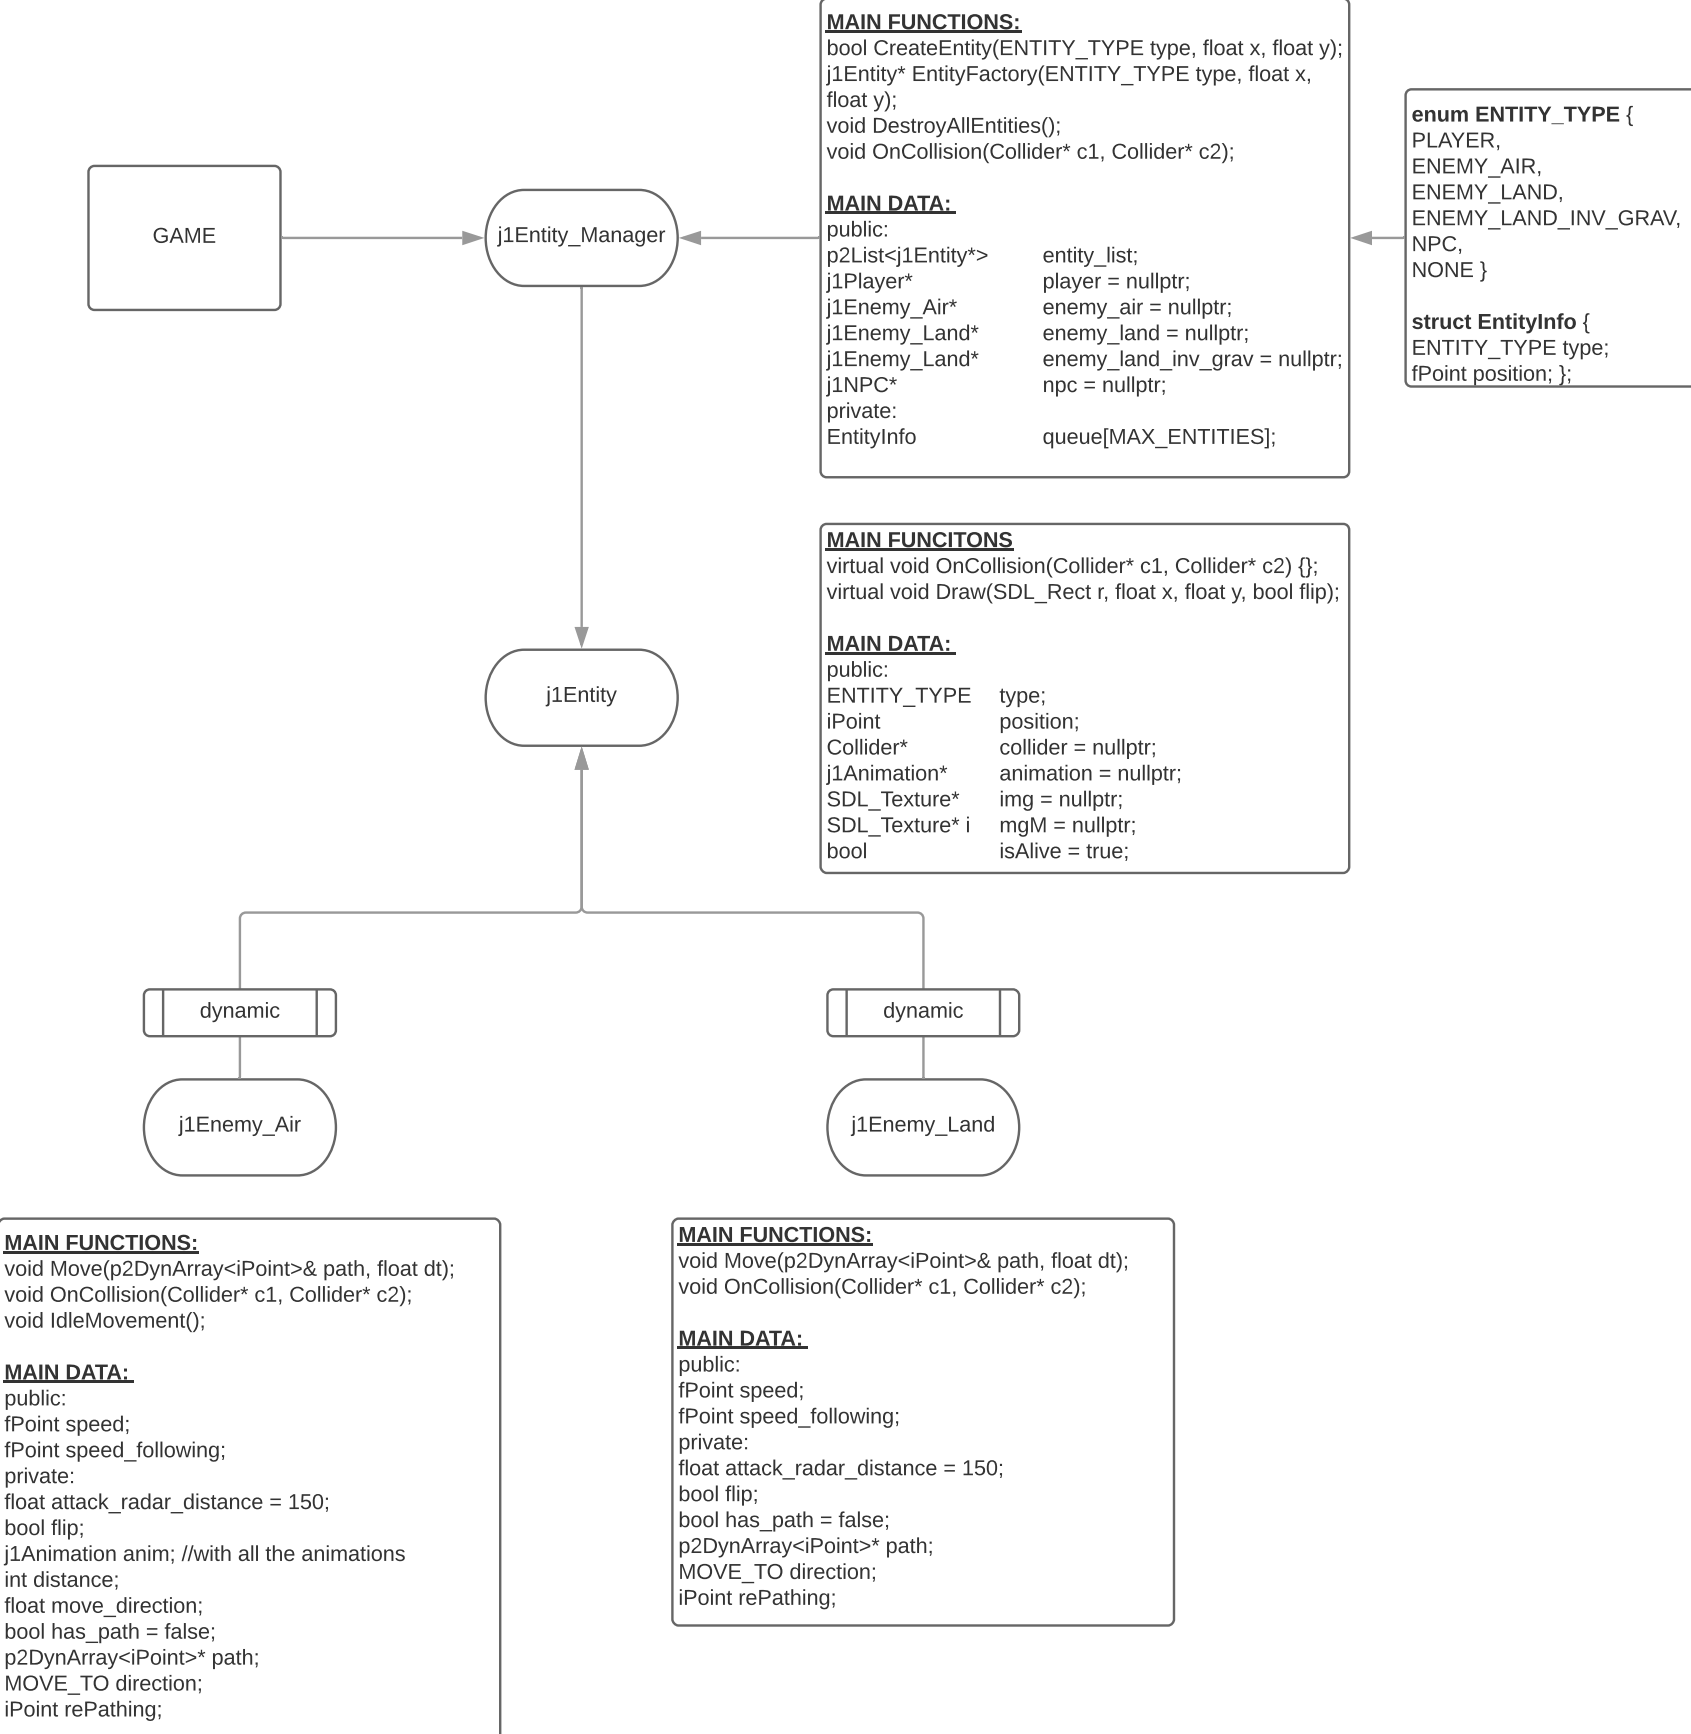 GAME
j1Entity_Manager
MAIN FUNCTIONS:
bool CreateEntity(ENTITY_TYPE type, float x, float y);
j1Entity* EntityFactory(ENTITY_TYPE type, float x,
float y);
void DestroyAllEntities();
void OnCollision(Collider* c1, Collider* c2);
MAIN DATA:
public:
p2List<j1Entity*> entity_list;
j1Player* player = nullptr;
j1Enemy_Air* enemy_air = nullptr;
j1Enemy_Land* enemy_land = nullptr;
j1Enemy_Land* enemy_land_inv_grav = nullptr;
j1NPC* npc = nullptr;
private:
EntityInfo queue[MAX_ENTITIES];
enum ENTITY_TYPE {
PLAYER,
ENEMY_AIR,
ENEMY_LAND,
ENEMY_LAND_INV_GRAV,
NPC,
NONE }
struct EntityInfo {
ENTITY_TYPE type;
fPoint position; };
j1Entity
MAIN FUNCITONS
virtual void OnCollision(Collider* c1, Collider* c2) {};
virtual void Draw(SDL_Rect r, float x, float y, bool flip);
MAIN DATA:
public:
ENTITY_TYPE type;
iPoint position;
Collider* collider = nullptr;
j1Animation* animation = nullptr;
SDL_Texture* img = nullptr;
SDL_Texture* i mgM = nullptr;
bool isAlive = true;
dynamic
j1Enemy_Air
dynamic
j1Enemy_Land
MAIN FUNCTIONS:
void Move(p2DynArray<iPoint>& path, float dt);
void OnCollision(Collider* c1, Collider* c2);
void IdleMovement();
MAIN DATA:
public:
fPoint speed;
fPoint speed_following;
private:
float attack_radar_distance = 150;
bool flip;
j1Animation anim; //with all the animations
int distance;
float move_direction;
bool has_path = false;
p2DynArray<iPoint>* path;
MOVE_TO direction;
iPoint rePathing;
MAIN FUNCTIONS:
void Move(p2DynArray<iPoint>& path, float dt);
void OnCollision(Collider* c1, Collider* c2);
MAIN DATA:
public:
fPoint speed;
fPoint speed_following;
private:
float attack_radar_distance = 150;
bool flip;
bool has_path = false;
p2DynArray<iPoint>* path;
MOVE_TO direction;
iPoint rePathing;